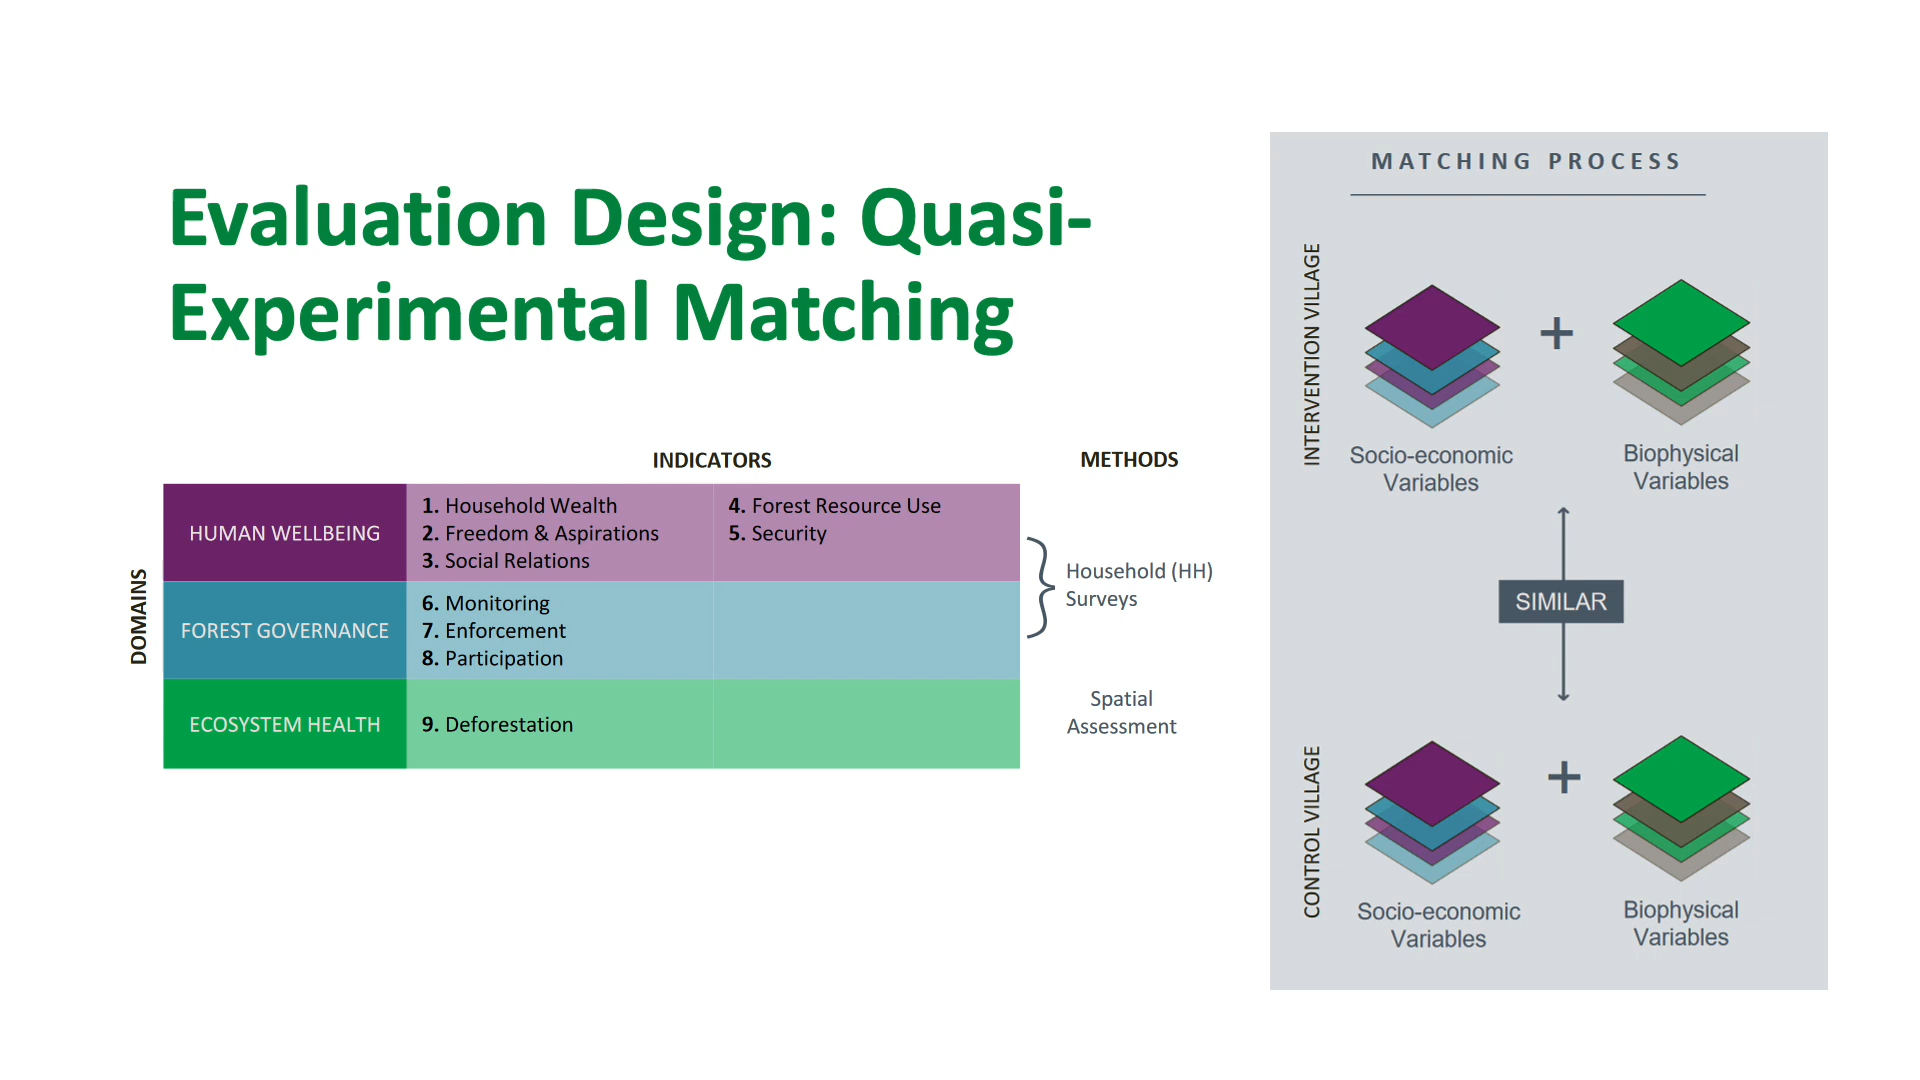 Evaluation Design: Quasi-
Experimental Matching
INDICATORS
METHODS
DOMAINS
HUMAN WELLBEING
1. Household Wealth
2. Freedom & Aspirations
3. Social Relations
4. Forest Resource Use
5. Security
FOREST GOVERNANCE
6. Monitoring
7. Enforcement
8. Participation
Household (HH)
Surveys
ECOSYSTEM HEALTH
9. Deforestation
Spatial
Assessment
MATCHING PROCESS
INTERVENTION VILLAGE
+
Socio-economic
Variables
Biophysical
Variables
SIMILAR
CONTROL VILLAGE
+
Socio-economic
Variables
Biophysical
Variables